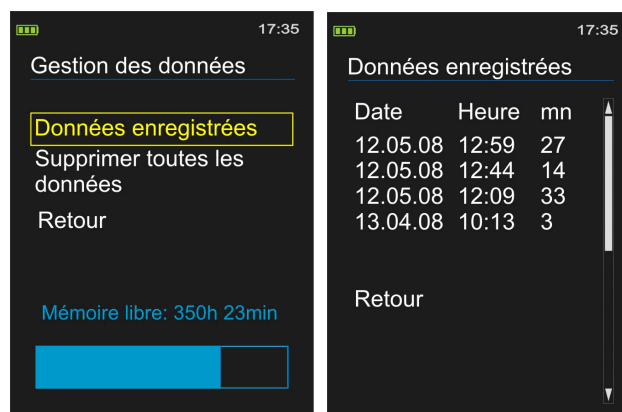 17:35
Gestion des données
Données enregistrées
Supprimer toutes les
données
Retour
Mémoire libre: 350h 23min
17:35
Données enregistrées
Date Heure mn
12.05.08 12:59 27
12.05.08 12:44 14
12.05.08 12:09 33
13.04.08 10:13 3
Retour